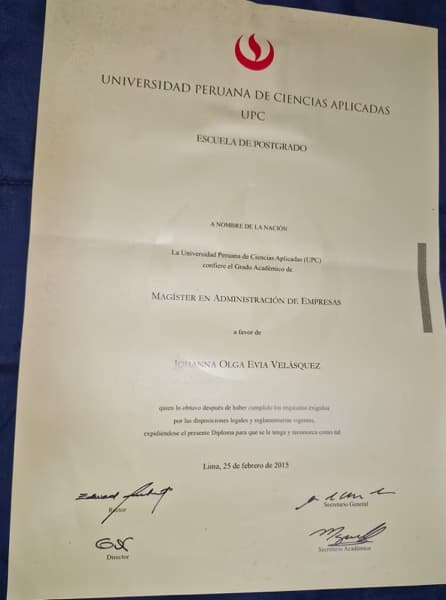 UNIVERSIDAD PERUANA DE CIENCIAS APLICADAS
UPC
ESCUELA DE POSTGRADO
A NOMBRE DE LA NACIÓN
La Universidad Peruana de Ciencias Aplicadas (UPC)
confiere el Grado Académico de
MAGÍSTER EN ADMINISTRACIÓN DE EMPRESAS
a favor de
JOHANNA OLGA EVIA VELÁSQUEZ
quien lo obtuvo después de haber cumplido los requisitos exigidos
por las disposiciones legales y reglamentarias vigentes,
expidiéndose el presente Diploma para que se le tenga y reconozca como tal.
Lima, 25 de febrero de 2015
Rector
Secretario General
Director
Secretario Académico